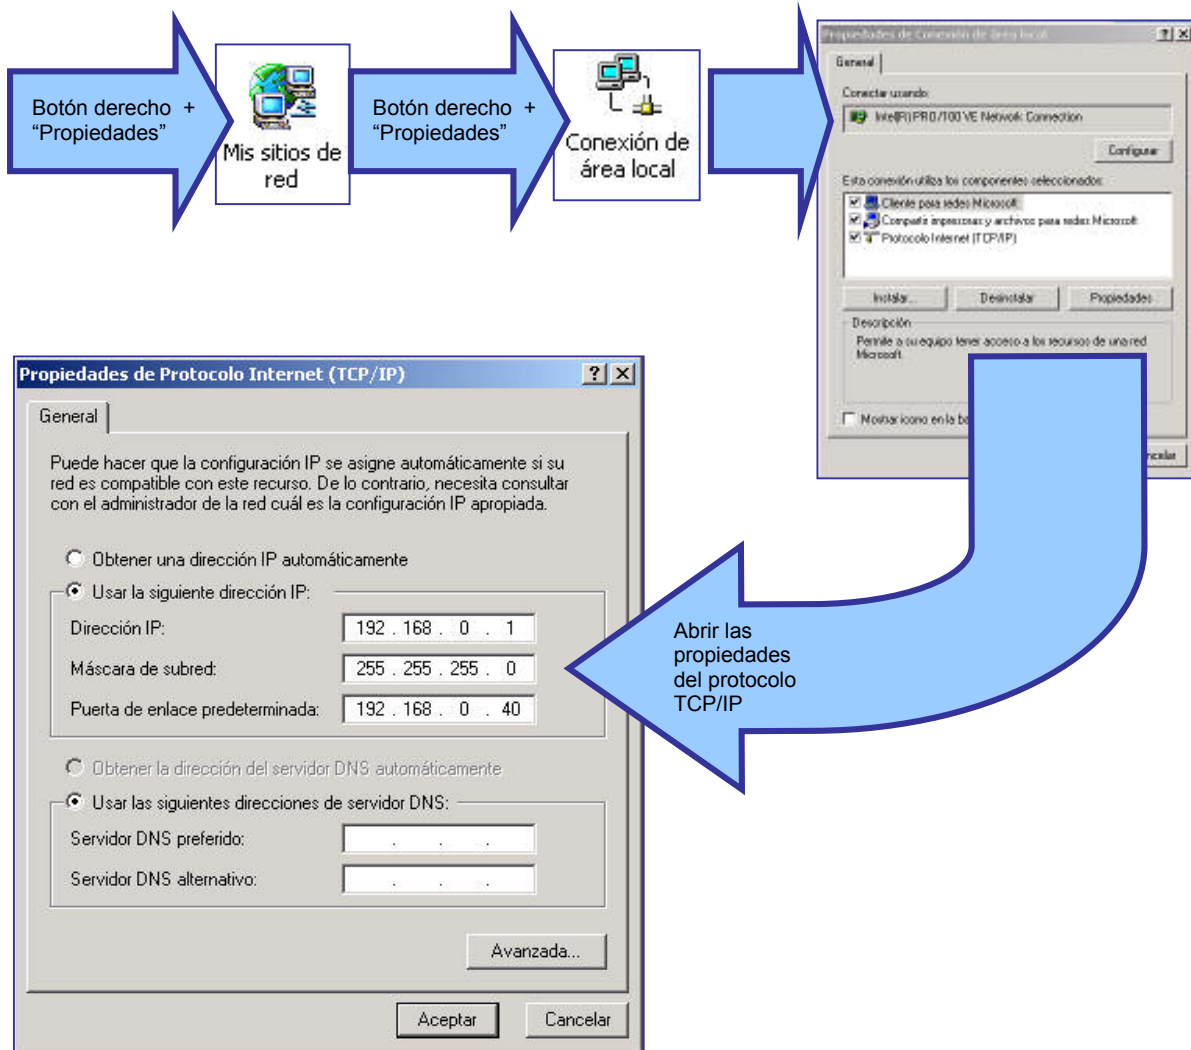 Botón derecho +
“Propiedades”
Mis sitios de
red
Botón derecho +
“Propiedades”
Conexión de
área local
Propiedades de Conexión de área local
General
Conectar usando:
Intel(R) PRO/100 VE Network Connection
Configurar
Esta conexión utiliza los componentes seleccionados:
Cliente para redes Microsoft
Compartir impresoras y archivos para redes Microsoft
Protocolo Internet (TCP/IP)
Instalar... Desinstalar Propiedades
Descripción
Permite a su equipo tener acceso a los recursos de una red
Microsoft.
Mostrar icono en la
Abrir las
propiedades
del protocolo
TCP/IP
Propiedades de Protocolo Internet (TCP/IP)
General
Puede hacer que la configuración IP se asigne automáticamente si su
red es compatible con este recurso. De lo contrario, necesita consultar
con el administrador de la red cuál es la configuración IP apropiada.
Obtener una dirección IP automáticamente
Usar la siguiente dirección IP:
Dirección IP: 192 . 168 . 0 . 1
Máscara de subred: 255 . 255 . 255 . 0
Puerta de enlace predeterminada: 192 . 168 . 0 . 40
Obtener la dirección del servidor DNS automáticamente
Usar las siguientes direcciones de servidor DNS:
Servidor DNS preferido: . . .
Servidor DNS alternativo: . . .
Avanzada...
Aceptar Cancelar